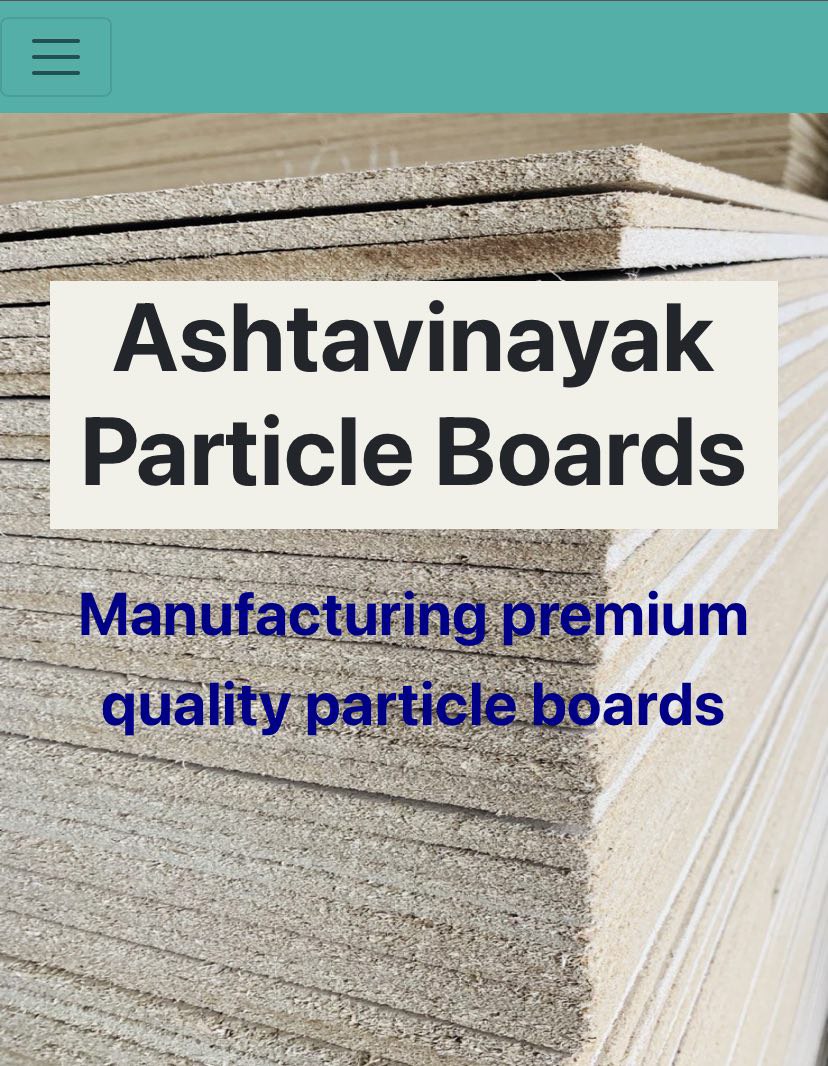 Ashtavinayak
Particle Boards
Manufacturing premium
quality particle boards